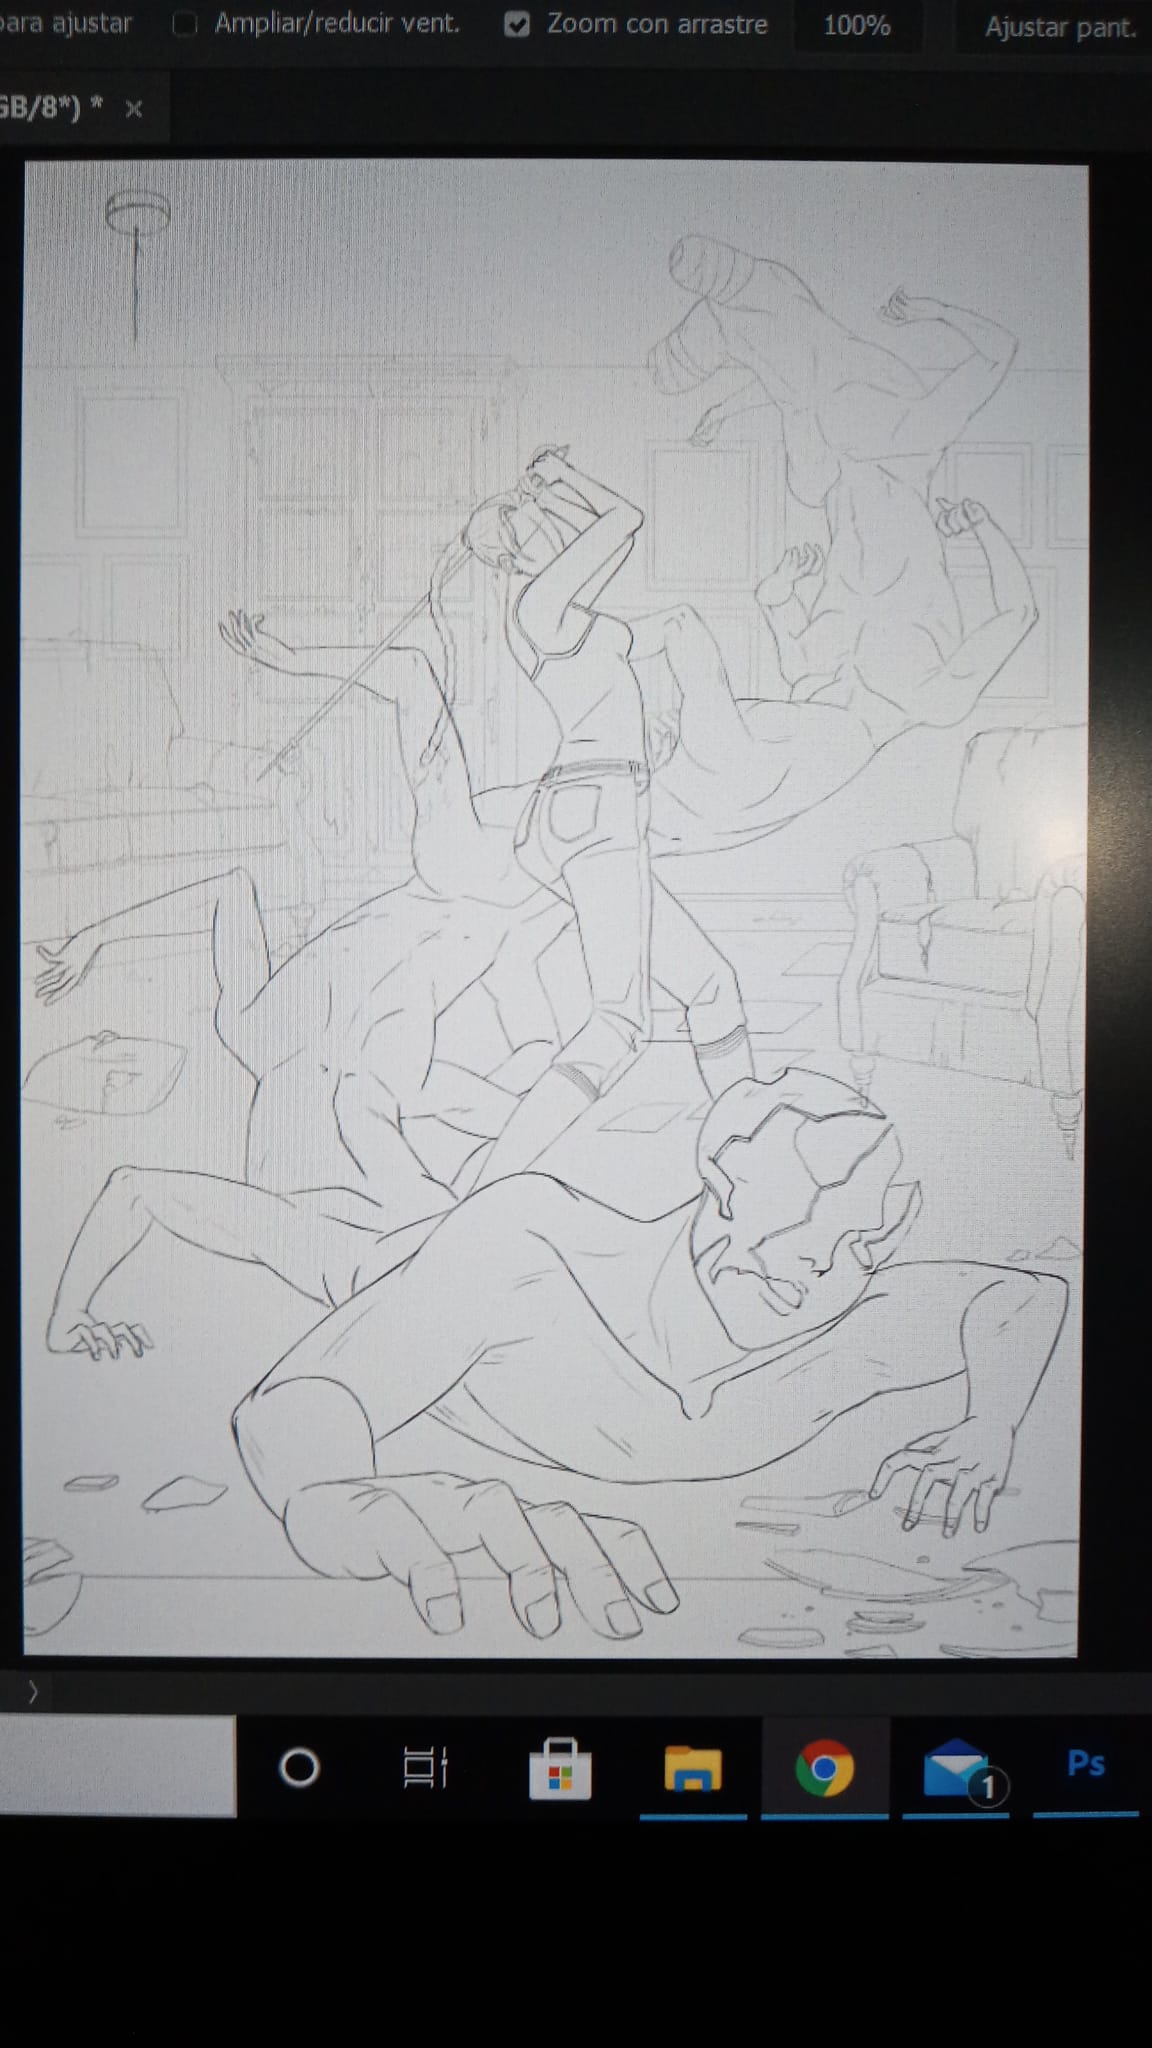 para ajustar Ampliar/reducir vent. Zoom con arrastre 100% Ajustar pant.
GB/8*) * ×
1
Ps